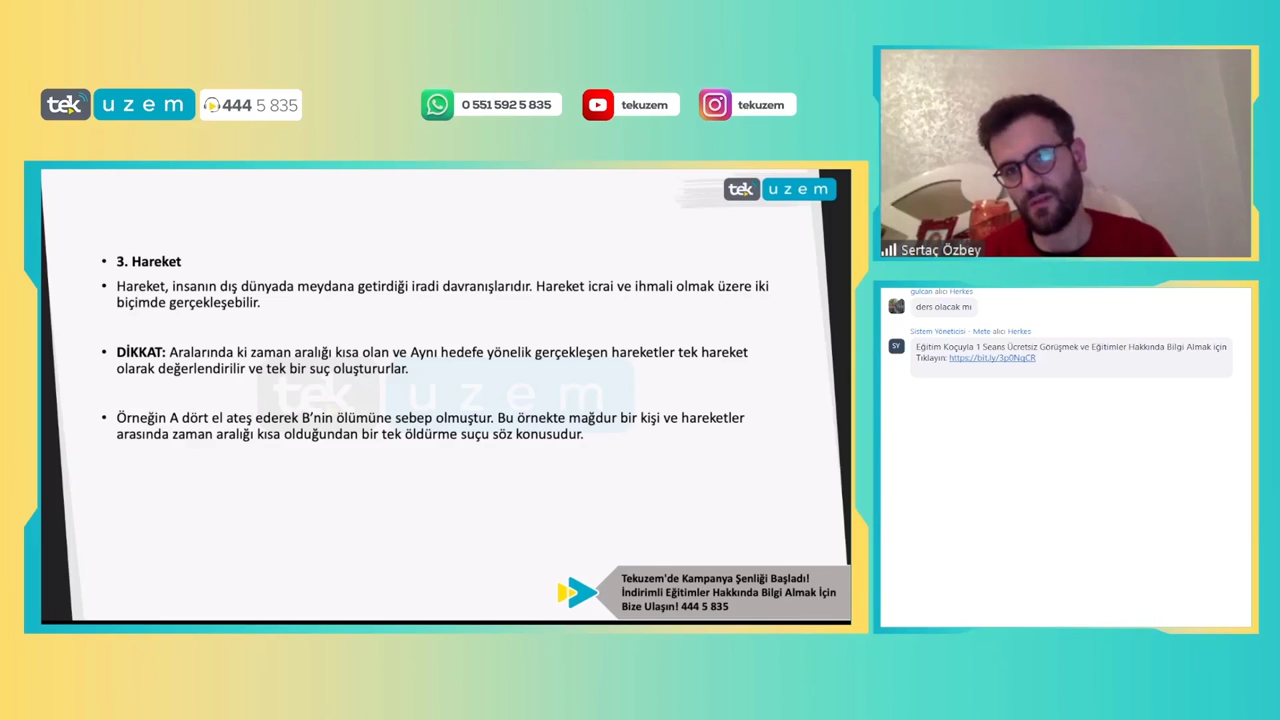 tek uzem 444 5 835
0 551 592 5 835
tekuzem
tekuzem
tek uzem
• 3. Hareket
• Hareket, insanın dış dünyada meydana getirdiği iradi davranışlarıdır. Hareket icrai ve ihmali olmak üzere iki
biçimde gerçekleşebilir.
• DİKKAT: Aralarında ki zaman aralığı kısa olan ve Aynı hedefe yönelik gerçekleşen hareketler tek hareket
olarak değerlendirilir ve tek bir suç oluştururlar.
tek uzem
• Örneğin A dört el ateş ederek B’nin ölümüne sebep olmuştur. Bu örnekte mağdur bir kişi ve hareketler
arasında zaman aralığı kısa olduğundan bir tek öldürme suçu söz konusudur.
Tekuzem'de Kampanya Şenliği Başladı!
İndirimli Eğitimler Hakkında Bilgi Almak İçin
Bize Ulaşın! 444 5 835
Sertaç Özbey
gulcan alıcı Herkes
ders olacak mı
Sistem Yöneticisi - Mete alıcı Herkes
SY
Eğitim Koçuyla 1 Seans Ücretsiz Görüşmek ve Eğitimler Hakkında Bilgi Almak için
Tıklayın: https://bit.ly/3p0NqCR